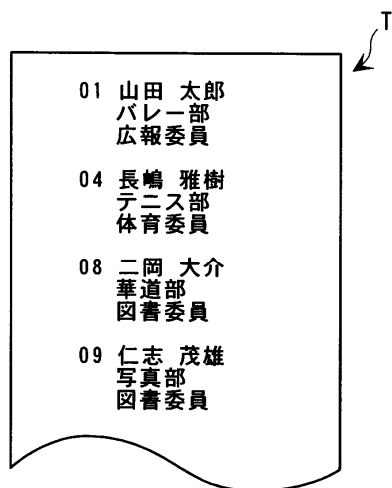 T
01 山田 太郎
バレー部
広報委員
04 長嶋 雅樹
テニス部
体育委員
08 二岡 大介
華道部
図書委員
09 仁志 茂雄
写真部
図書委員